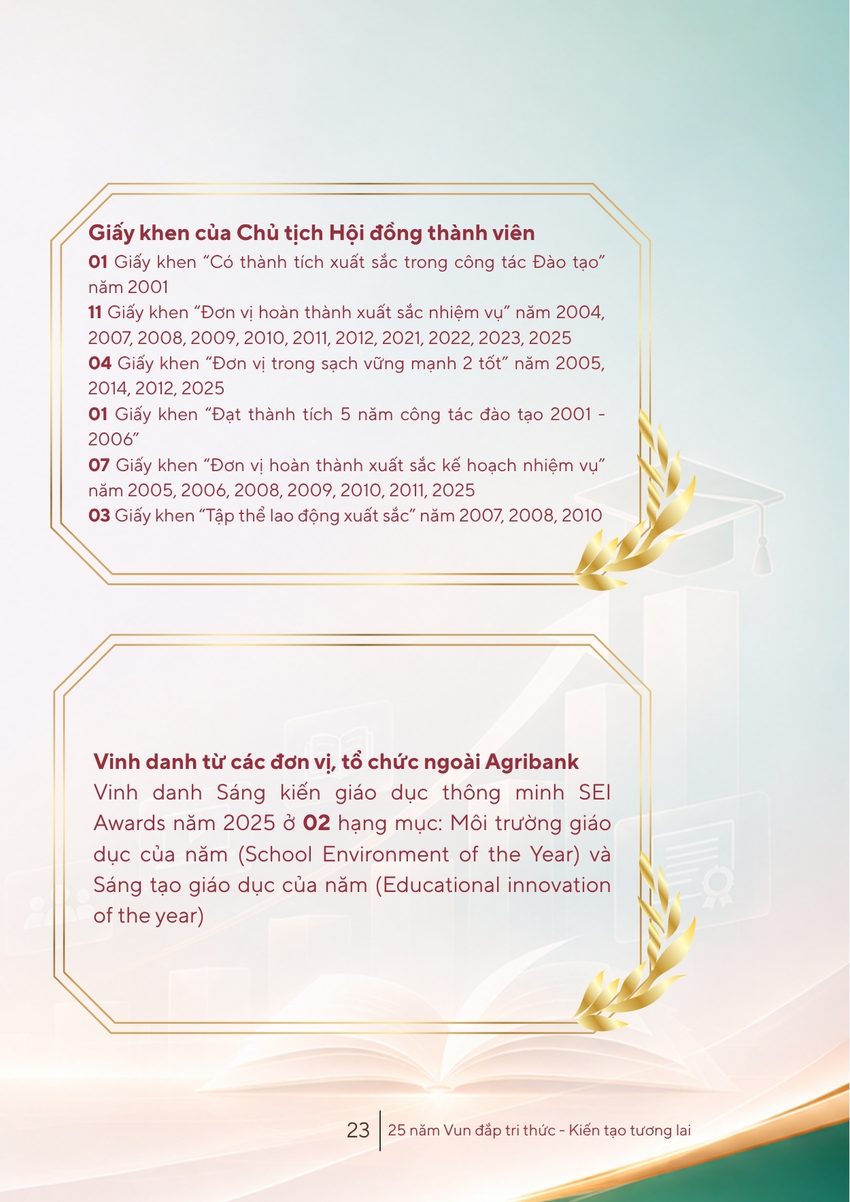 Giấy khen của Chủ tịch Hội đồng thành viên
01 Giấy khen “Có thành tích xuất sắc trong công tác Đào tạo”
năm 2001
11 Giấy khen “Đơn vị hoàn thành xuất sắc nhiệm vụ” năm 2004,
2007, 2008, 2009, 2010, 2011, 2012, 2021, 2022, 2023, 2025
04 Giấy khen “Đơn vị trong sạch vững mạnh 2 tốt” năm 2005,
2014, 2012, 2025
01 Giấy khen “Đạt thành tích 5 năm công tác đào tạo 2001 -
2006”
07 Giấy khen “Đơn vị hoàn thành xuất sắc kế hoạch nhiệm vụ”
năm 2005, 2006, 2008, 2009, 2010, 2011, 2025
03 Giấy khen “Tập thể lao động xuất sắc” năm 2007, 2008, 2010
Vinh danh từ các đơn vị, tổ chức ngoài Agribank
Vinh danh Sáng kiến giáo dục thông minh SEI
Awards năm 2025 ở 02 hạng mục: Môi trường giáo
dục của năm (School Environment of the Year) và
Sáng tạo giáo dục của năm (Educational innovation
of the year)
23 25 năm Vun đắp tri thức - Kiến tạo tương lai